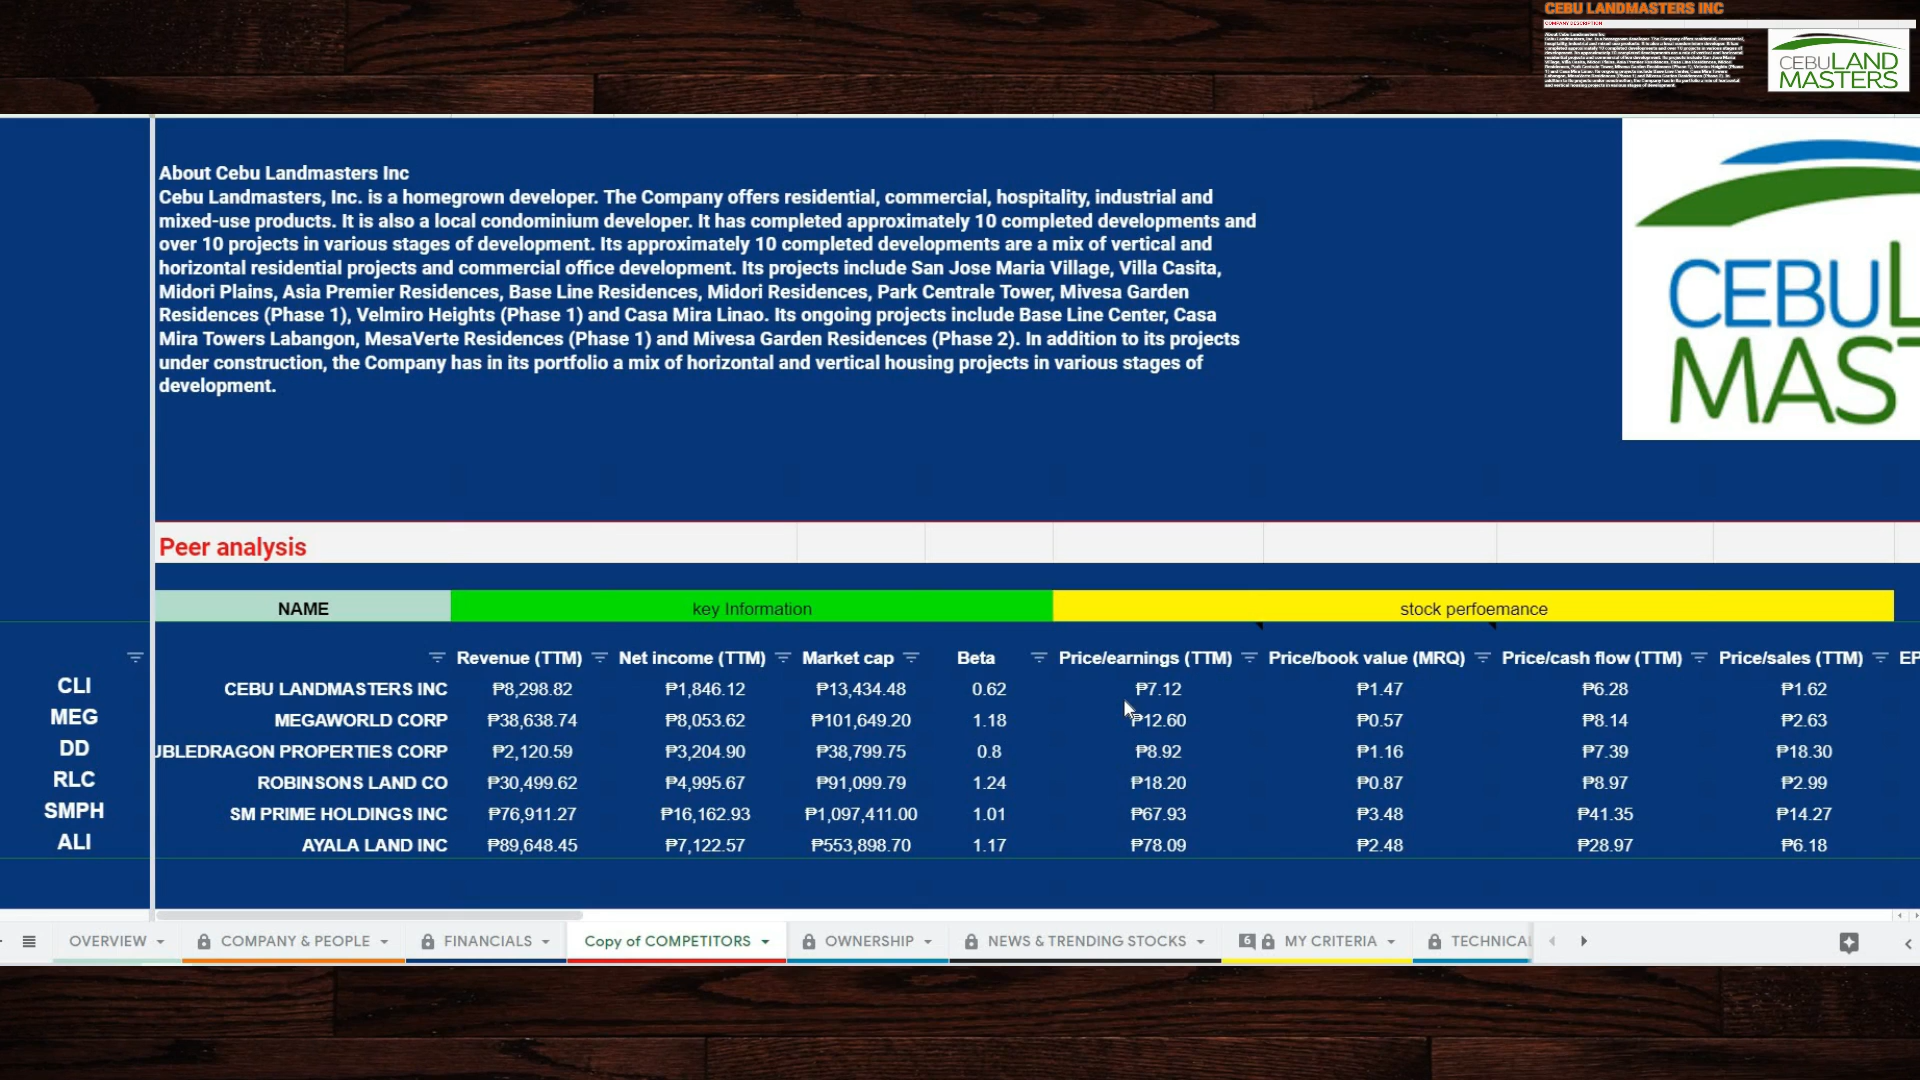 CEBU LANDMASTERS INC
COMPANY DESCRIPTION
CEBULAND
MASTERS
About Cebu Landmasters Inc
Cebu Landmasters, Inc. is a homegrown developer. The Company offers residential, commercial, hospitality, industrial and
mixed-use products. It is also a local condominium developer. It has completed approximately 10 completed developments and
over 10 projects in various stages of development. Its approximately 10 completed developments are a mix of vertical and
horizontal residential projects and commercial office development. Its projects include San Jose Maria Village, Villa Casita,
Midori Plains, Asia Premier Residences, Base Line Residences, Midori Residences, Park Centrale Tower, Mivesa Garden
Residences (Phase 1), Velmiro Heights (Phase 1) and Casa Mira Linao. Its ongoing projects include Base Line Center, Casa
Mira Towers Labangon, MesaVerte Residences (Phase 1) and Mivesa Garden Residences (Phase 2). In addition to its projects
under construction, the Company has in its portfolio a mix of horizontal and vertical housing projects in various stages of
development.
CEBUL
MAS
Peer analysis
NAME key Information stock perfoemance
Revenue (TTM) Net income (TTM) Market cap Beta Price/earnings (TTM) Price/book value (MRQ) Price/cash flow (TTM) Price/sales (TTM) EP
CLI CEBU LANDMASTERS INC ₱8,298.82 ₱1,846.12 ₱13,434.48 0.62 ₱7.12 ₱1.47 ₱6.28 ₱1.62
MEG MEGAWORLD CORP ₱38,638.74 ₱8,053.62 ₱101,649.20 1.18 ₱12.60 ₱0.57 ₱8.14 ₱2.63
DD UBLEDRAGON PROPERTIES CORP ₱2,120.59 ₱3,204.90 ₱38,799.75 0.8 ₱8.92 ₱1.16 ₱7.39 ₱18.30
RLC ROBINSONS LAND CO ₱30,499.62 ₱4,995.67 ₱91,099.79 1.24 ₱18.20 ₱0.87 ₱8.97 ₱2.99
SMPH SM PRIME HOLDINGS INC ₱76,911.27 ₱16,162.93 ₱1,097,411.00 1.01 ₱67.93 ₱3.48 ₱41.35 ₱14.27
ALI AYALA LAND INC ₱89,648.45 ₱7,122.57 ₱553,898.70 1.17 ₱78.09 ₱2.48 ₱28.97 ₱6.18
OVERVIEW COMPANY & PEOPLE FINANCIALS Copy of COMPETITORS OWNERSHIP NEWS & TRENDING STOCKS 6 MY CRITERIA TECHNICAL